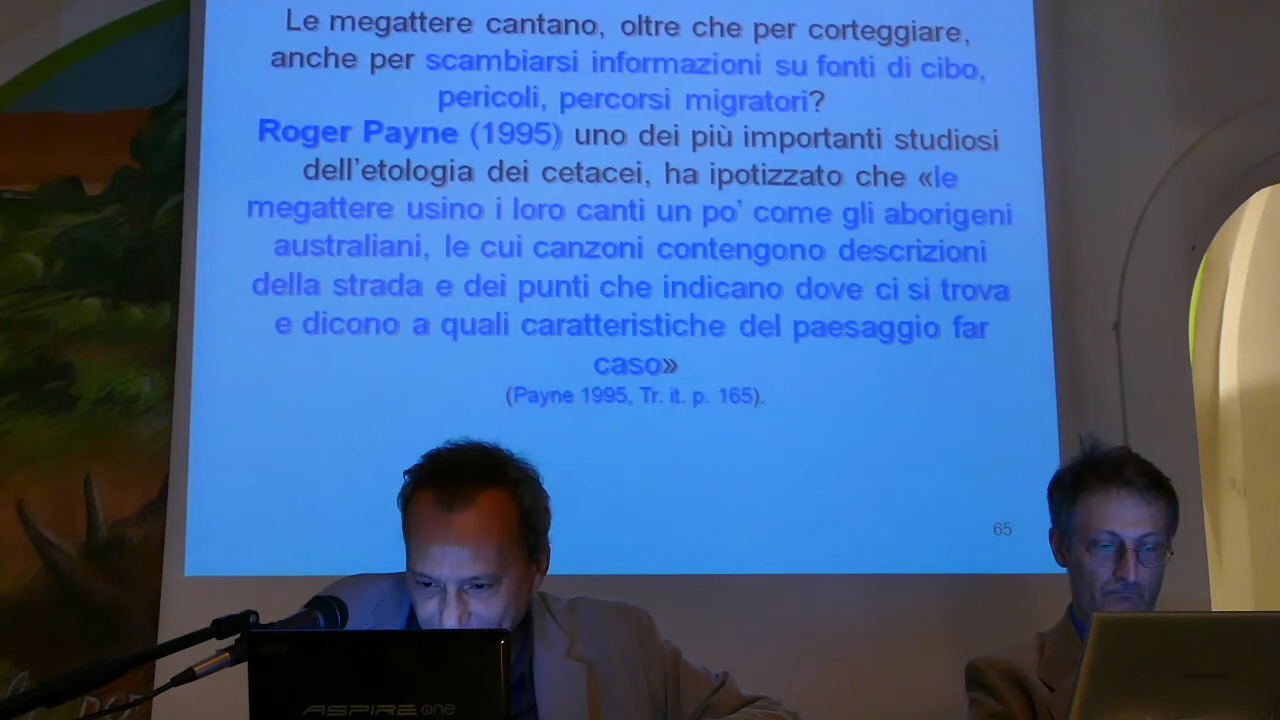 Le megattere cantano, oltre che per corteggiare,
anche per scambiarsi informazioni su fonti di cibo,
pericoli, percorsi migratori?
Roger Payne (1995) uno dei più importanti studiosi
dell'etologia dei cetacei, ha ipotizzato che «le
megattere usino i loro canti un po' come gli aborigeni
australiani, le cui canzoni contengono descrizioni
della strada e dei punti che indicano dove ci si trova
e dicono a quali caratteristiche del paesaggio far
caso»
(Payne 1995, Tr. it. p. 165).
65
ASPIRE one